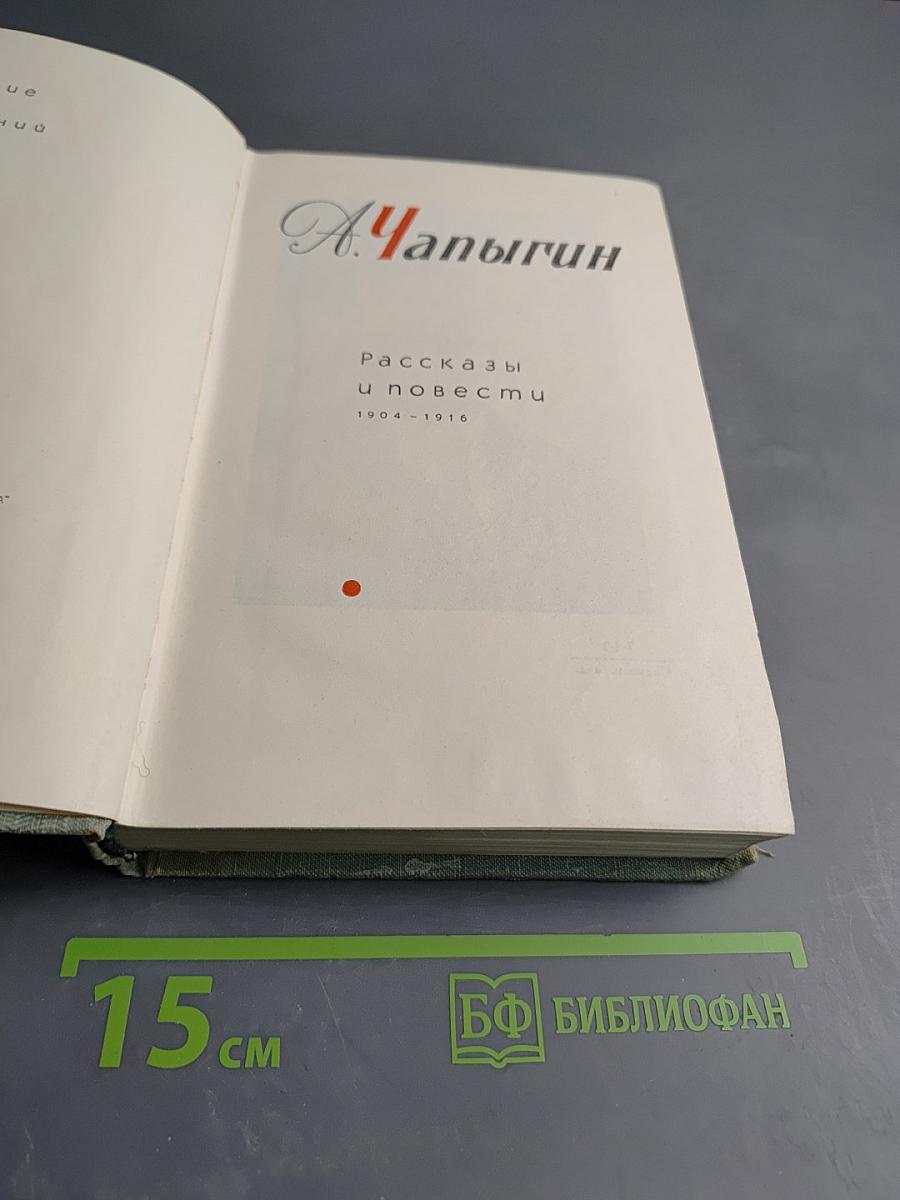 А. Чапыгин
Рассказы
и повести
1904–1916
15 см
БФ БИБЛИОФАН